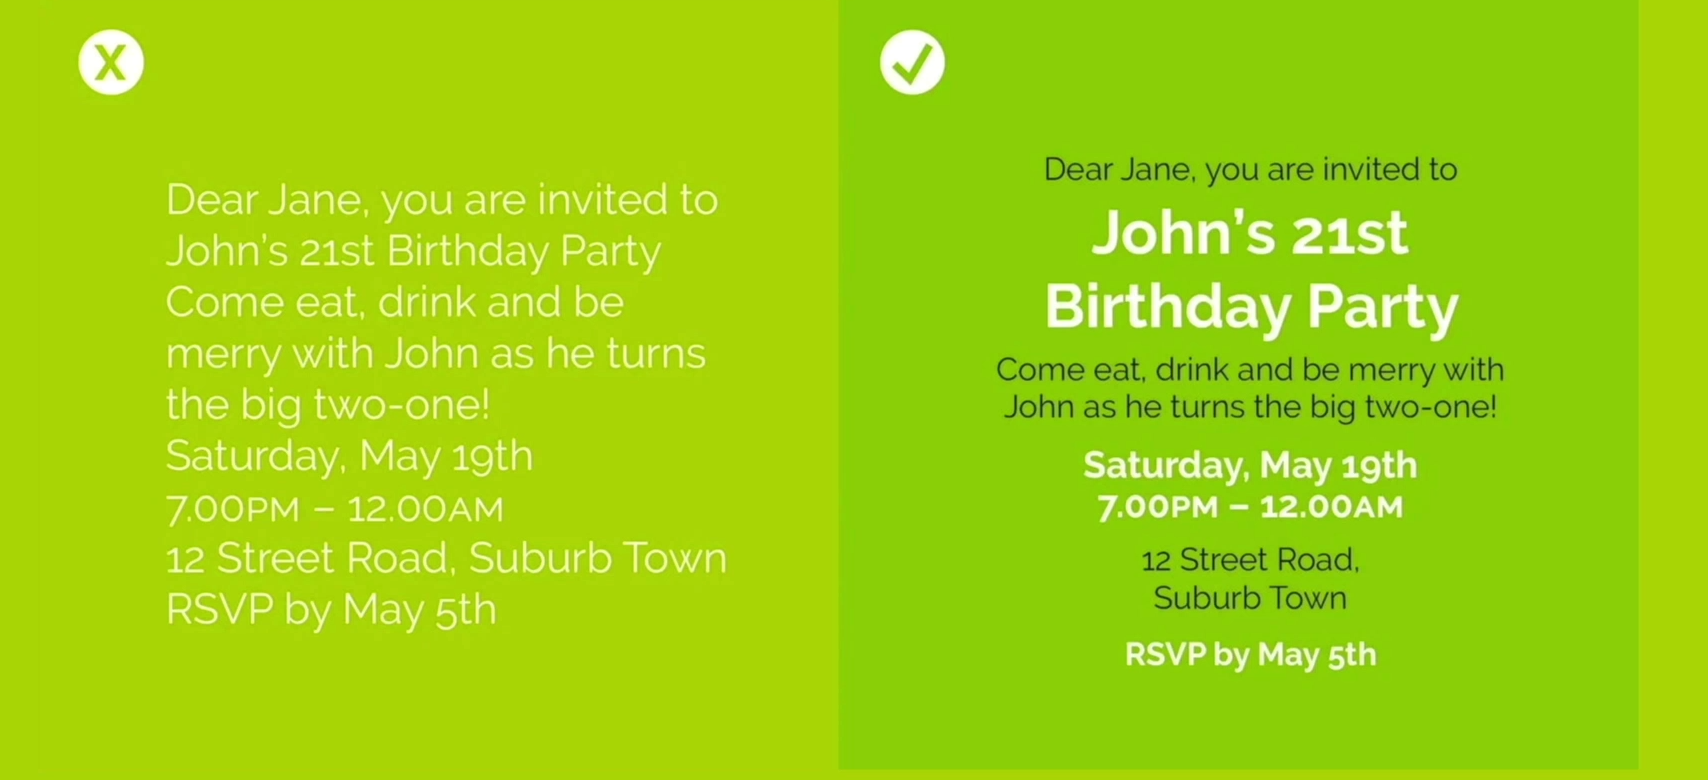 X
Dear Jane, you are invited to
John's 21st Birthday Party
Come eat, drink and be
merry with John as he turns
the big two-one!
Saturday, May 19th
7.00PM – 12.00AM
12 Street Road, Suburb Town
RSVP by May 5th
Dear Jane, you are invited to
John's 21st
Birthday Party
Come eat, drink and be merry with
John as he turns the big two-one!
Saturday, May 19th
7.00PM – 12.00AM
12 Street Road,
Suburb Town
RSVP by May 5th